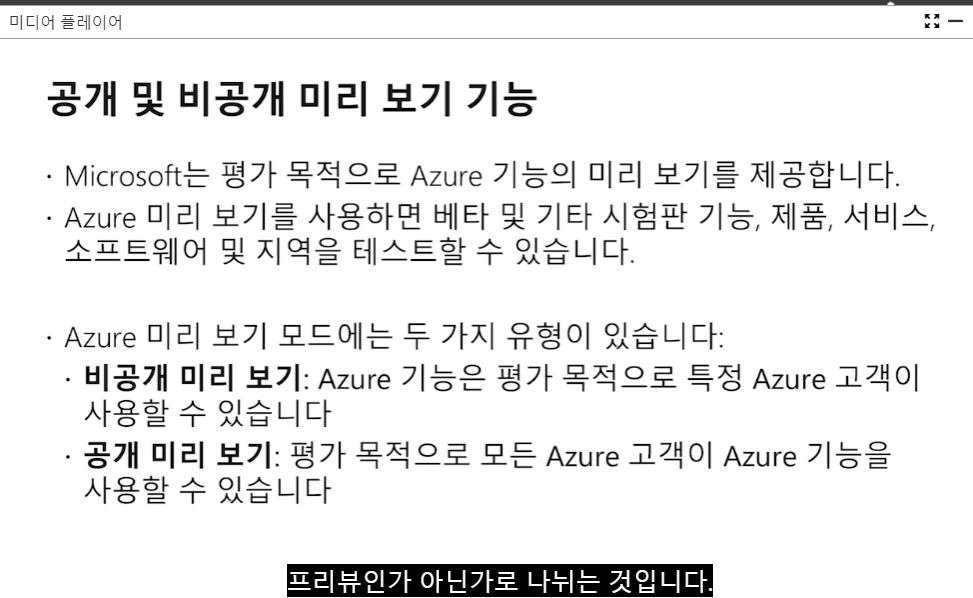 미디어 플레이어
공개 및 비공개 미리 보기 기능
· Microsoft는 평가 목적으로 Azure 기능의 미리 보기를 제공합니다.
· Azure 미리 보기를 사용하면 베타 및 기타 시험판 기능, 제품, 서비스,
소프트웨어 및 지역을 테스트할 수 있습니다.
· Azure 미리 보기 모드에는 두 가지 유형이 있습니다:
· 비공개 미리 보기: Azure 기능은 평가 목적으로 특정 Azure 고객이
사용할 수 있습니다
· 공개 미리 보기: 평가 목적으로 모든 Azure 고객이 Azure 기능을
사용할 수 있습니다
프리뷰인가 아닌가로 나뉘는 것입니다.